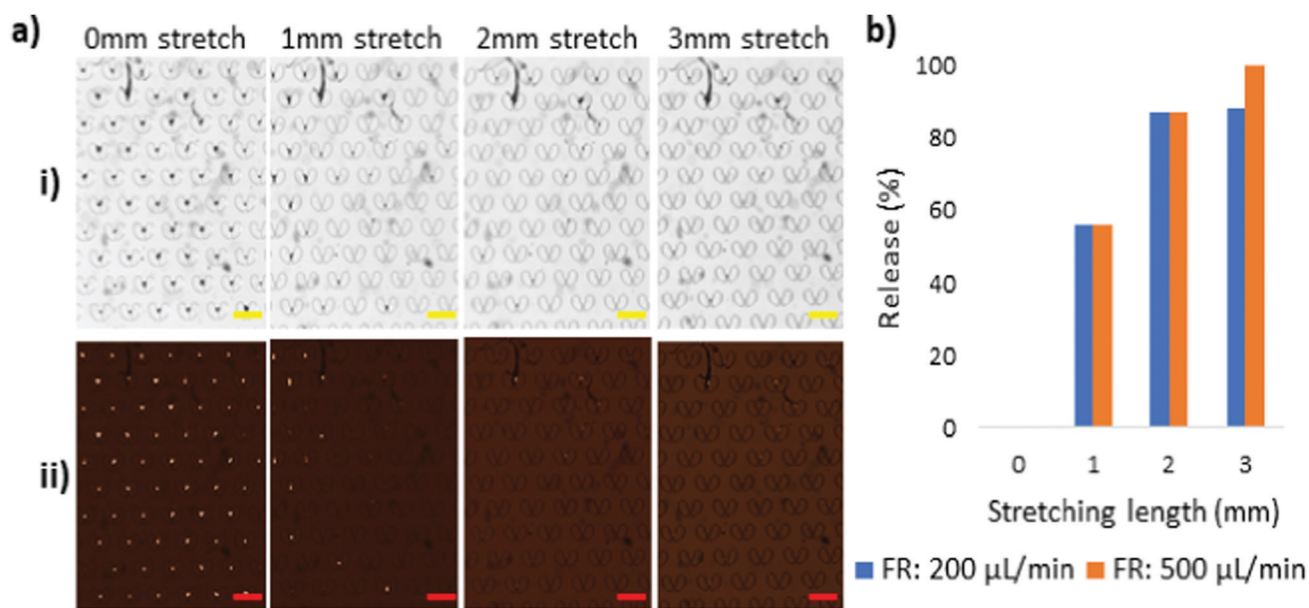 a)
0mm stretch 1mm stretch 2mm stretch 3mm stretch
i)
ii)
b)
100
80
60
40
20
0
Release (%)
0 1 2 3
Stretching length (mm)
FR: 200 µL/min FR: 500 µL/min